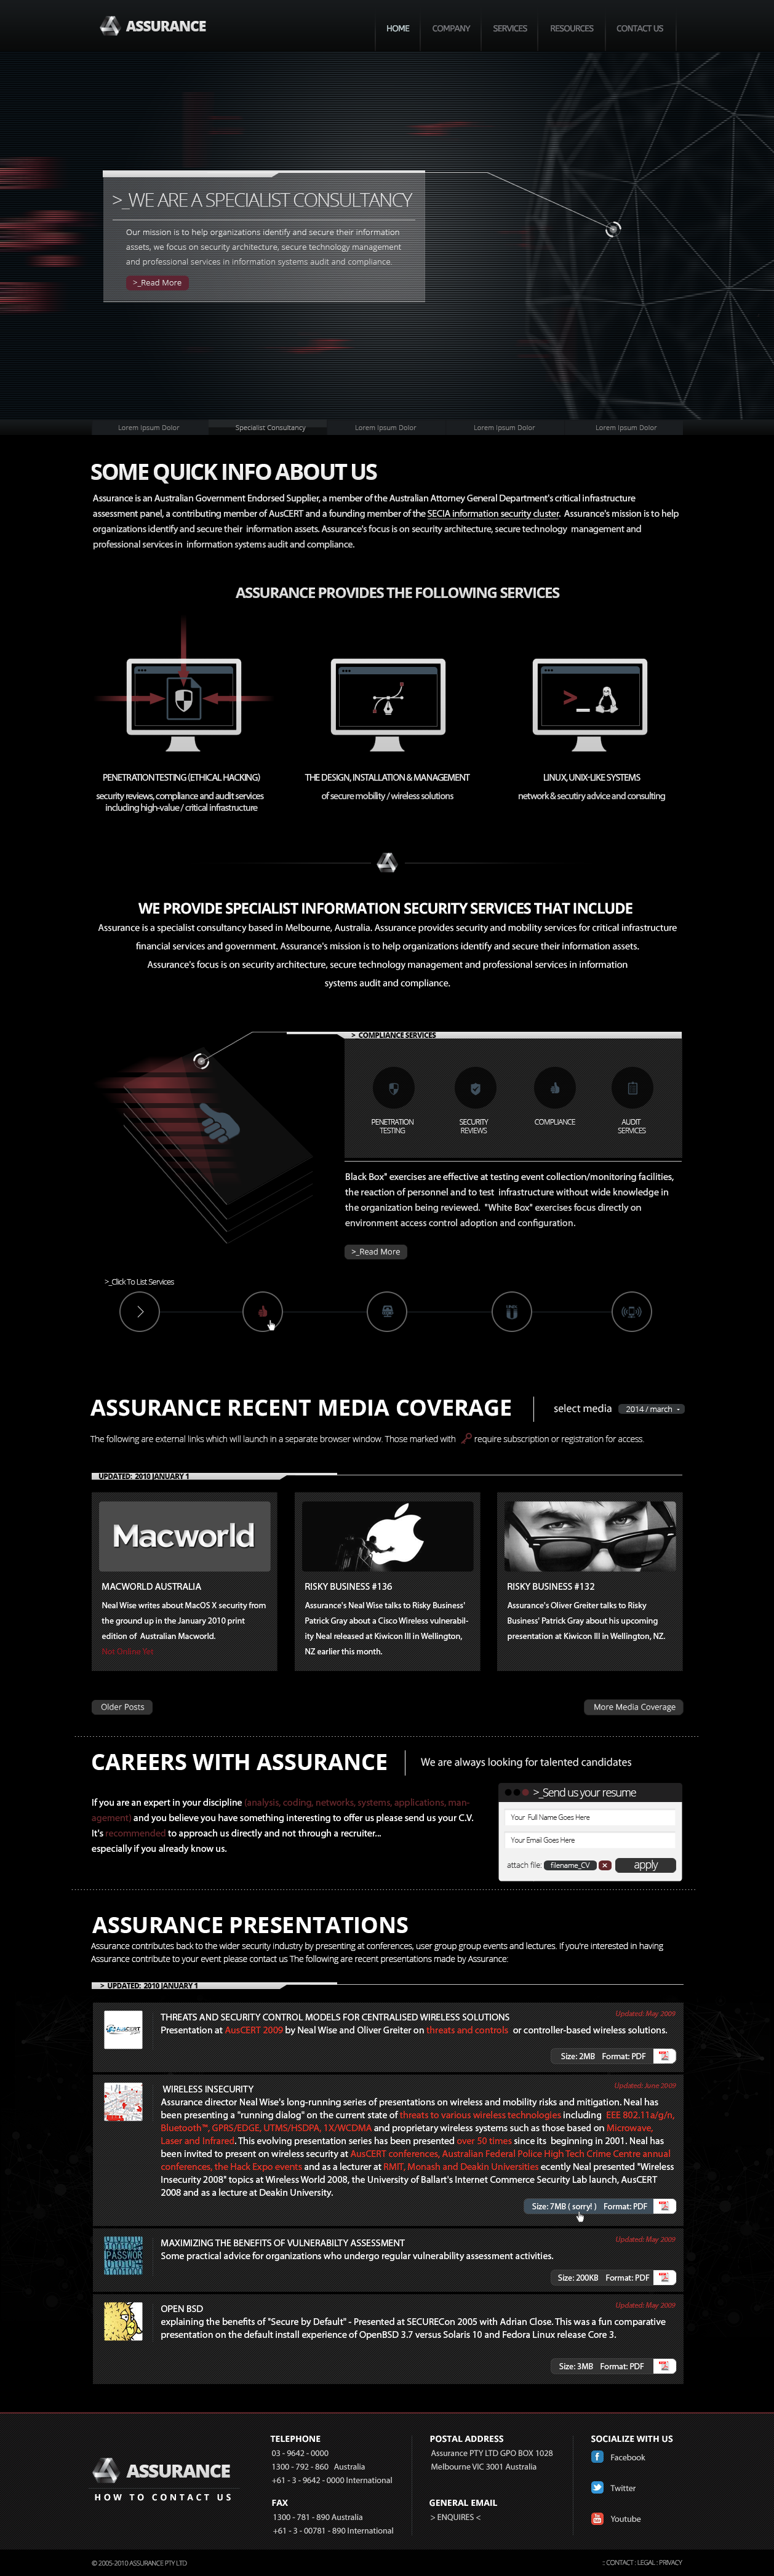 ASSURANCE
HOME COMPANY SERVICES RESOURCES CONTACT US
>_WE ARE A SPECIALIST CONSULTANCY
Our mission is to help organizations identify and secure their information
assets, we focus on security architecture, secure technology management
and professional services in information systems audit and compliance.
>_Read More
Lorem Ipsum Dolor Specialist Consultancy Lorem Ipsum Dolor Lorem Ipsum Dolor Lorem Ipsum Dolor
SOME QUICK INFO ABOUT US
Assurance is an Australian Government Endorsed Supplier, a member of the Australian Attorney General Department's critical infrastructure
assessment panel, a contributing member of AusCERT and a founding member of the SECIA information security cluster. Assurance's mission is to help
organizations identify and secure their information assets. Assurance's focus is on security architecture, secure technology management and
professional services in information systems audit and compliance.
ASSURANCE PROVIDES THE FOLLOWING SERVICES
>_
PENETRATION TESTING (ETHICAL HACKING)
security reviews, compliance and audit services
including high-value / critical infrastructure
THE DESIGN, INSTALLATION & MANAGEMENT
of secure mobility / wireless solutions
LINUX, UNIX-LIKE SYSTEMS
network & secutiry advice and consulting
WE PROVIDE SPECIALIST INFORMATION SECURITY SERVICES THAT INCLUDE
Assurance is a specialist consultancy based in Melbourne, Australia. Assurance provides security and mobility services for critical infrastructure
financial services and government. Assurance's mission is to help organizations identify and secure their information assets.
Assurance's focus is on security architecture, secure technology management and professional services in information
systems audit and compliance.
> COMPLIANCE SERVICES
PENETRATION
TESTING
SECURITY
REVIEWS
COMPLIANCE
AUDIT
SERVICES
Black Box" exercises are effective at testing event collection/monitoring facilities,
the reaction of personnel and to test infrastructure without wide knowledge in
the organization being reviewed. "White Box" exercises focus directly on
environment access control adoption and configuration.
>_Read More
>_Click To List Services
ASSURANCE RECENT MEDIA COVERAGE
select media 2014 / march -
The following are external links which will launch in a separate browser window. Those marked with require subscription or registration for access.
UPDATED: 2010 JANUARY 1
Macworld
MACWORLD AUSTRALIA
Neal Wise writes about MacOS X security from
the ground up in the January 2010 print
edition of Australian Macworld.
Not Online Yet
RISKY BUSINESS #136
Assurance's Neal Wise talks to Risky Business'
Patrick Gray about a Cisco Wireless vulnerabil-
ity Neal released at Kiwicon III in Wellington,
NZ earlier this month.
RISKY BUSINESS #132
Assurance's Oliver Greiter talks to Risky
Business' Patrick Gray about his upcoming
presentation at Kiwicon III in Wellington, NZ.
Older Posts
More Media Coverage
CAREERS WITH ASSURANCE
We are always looking for talented candidates
If you are an expert in your discipline (analysis, coding, networks, systems, applications, man-
agement) and you believe you have something interesting to offer us please send us your C.V.
It's recommended to approach us directly and not through a recruiter...
especially if you already know us.
>_Send us your resume
Your Full Name Goes Here
Your Email Goes Here
attach file: filename_CV × apply
ASSURANCE PRESENTATIONS
Assurance contributes back to the wider security industry by presenting at conferences, user group group events and lectures. If you're interested in having
Assurance contribute to your event please contact us The following are recent presentations made by Assurance:
> UPDATED: 2010 JANUARY 1
AusCERT
THREATS AND SECURITY CONTROL MODELS FOR CENTRALISED WIRELESS SOLUTIONS
Updated: May 2009
Presentation at AusCERT 2009 by Neal Wise and Oliver Greiter on threats and controls or controller-based wireless solutions.
Size: 2MB Format: PDF
WIRELESS INSECURITY
Updated: June 2009
Assurance director Neal Wise's long-running series of presentations on wireless and mobility risks and mitigation. Neal has
been presenting a "running dialog" on the current state of threats to various wireless technologies including EEE 802.11a/g/n,
Bluetooth™, GPRS/EDGE, UTMS/HSDPA, 1X/WCDMA and proprietary wireless systems such as those based on Microwave,
Laser and Infrared. This evolving presentation series has been presented over 50 times since its beginning in 2001. Neal has
been invited to present on wireless security at AusCERT conferences, Australian Federal Police High Tech Crime Centre annual
conferences, the Hack Expo events and as a lecturer at RMIT, Monash and Deakin Universities ecently Neal presented "Wireless
Insecurity 2008" topics at Wireless World 2008, the University of Ballart's Internet Commerce Security Lab launch, AusCERT
2008 and as a lecture at Deakin University.
Size: 7MB ( sorry! ) Format: PDF
PASSWOR
MAXIMIZING THE BENEFITS OF VULNERABILTY ASSESSMENT
Updated: May 2009
Some practical advice for organizations who undergo regular vulnerability assessment activities.
Size: 200KB Format: PDF
OPEN BSD
Updated: May 2009
explaining the benefits of "Secure by Default" - Presented at SECURECon 2005 with Adrian Close. This was a fun comparative
presentation on the default install experience of OpenBSD 3.7 versus Solaris 10 and Fedora Linux release Core 3.
Size: 3MB Format: PDF
ASSURANCE
HOW TO CONTACT US
TELEPHONE
03 - 9642 - 0000
1300 - 792 - 860 Australia
+61 - 3 - 9642 - 0000 International
FAX
1300 - 781 - 890 Australia
+61 - 3 - 00781 - 890 International
POSTAL ADDRESS
Assurance PTY LTD GPO BOX 1028
Melbourne VIC 3001 Australia
GENERAL EMAIL
> ENQUIRES <
SOCIALIZE WITH US
Facebook
Twitter
Youtube
© 2005-2010 ASSURANCE PTY LTD
:: CONTACT : LEGAL : PRIVACY